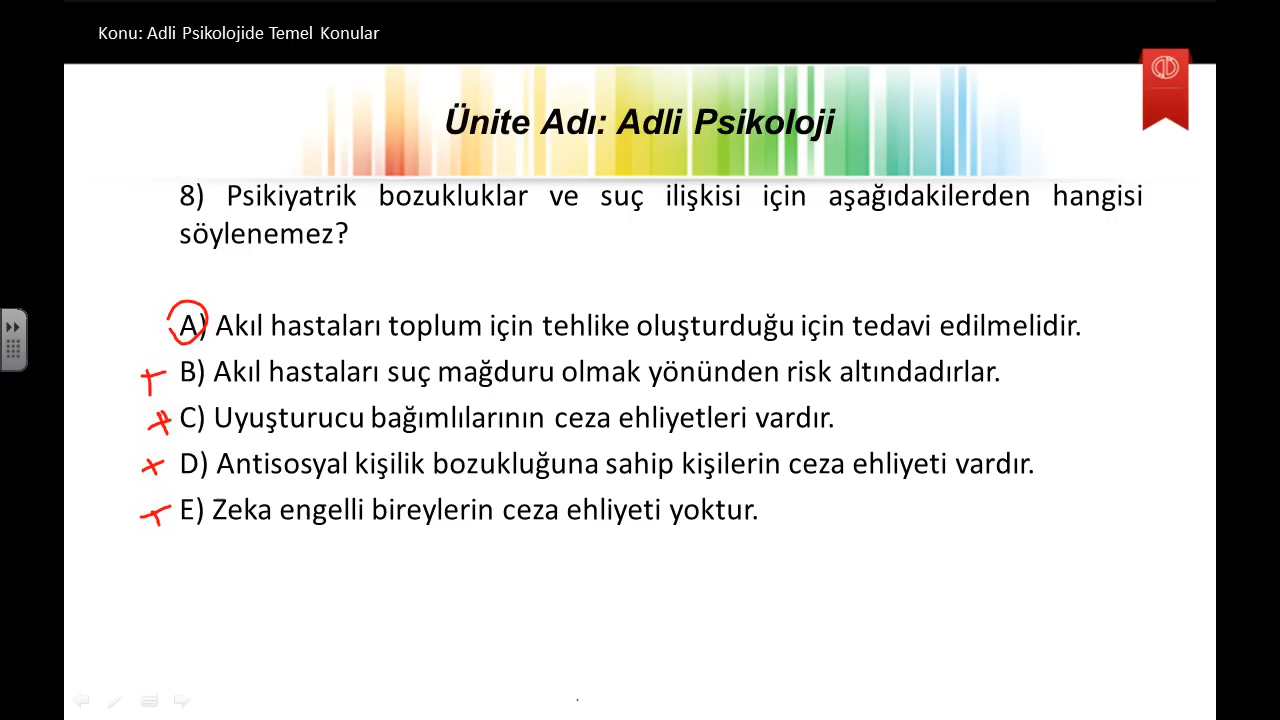 Konu: Adli Psikolojide Temel Konular
Ünite Adı: Adli Psikoloji
8) Psikiyatrik bozukluklar ve suç ilişkisi için aşağıdakilerden hangisi
söylenemez?
A) Akıl hastaları toplum için tehlike oluşturduğu için tedavi edilmelidir.
B) Akıl hastaları suç mağduru olmak yönünden risk altındadırlar.
C) Uyuşturucu bağımlılarının ceza ehliyetleri vardır.
D) Antisosyal kişilik bozukluğuna sahip kişilerin ceza ehliyeti vardır.
E) Zeka engelli bireylerin ceza ehliyeti yoktur.